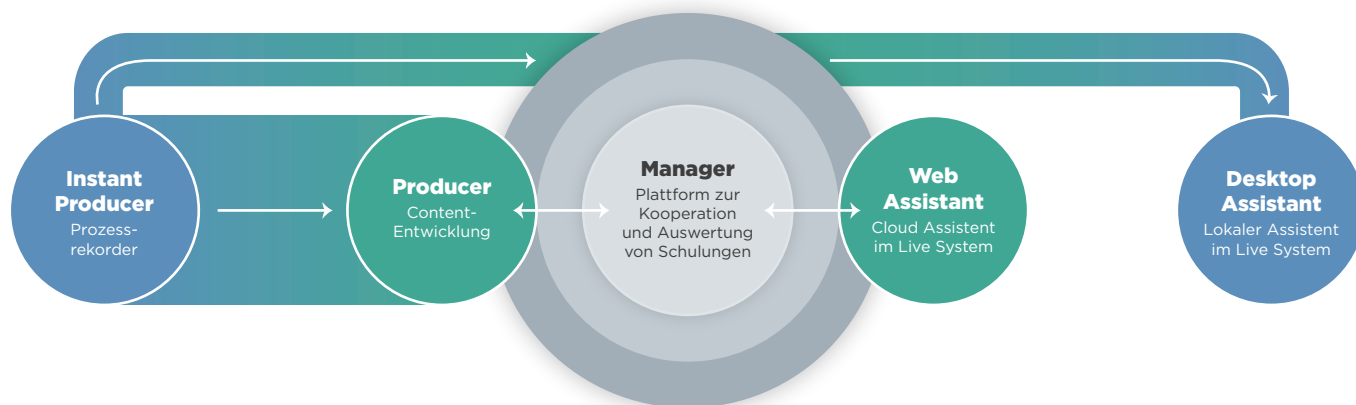 Instant
Producer
Prozess-
rekorder
Producer
Content-
Entwicklung
Manager
Plattform zur
Kooperation
und Auswertung
von Schulungen
Web
Assistant
Cloud Assistent
im Live System
Desktop
Assistant
Lokaler Assistent
im Live System